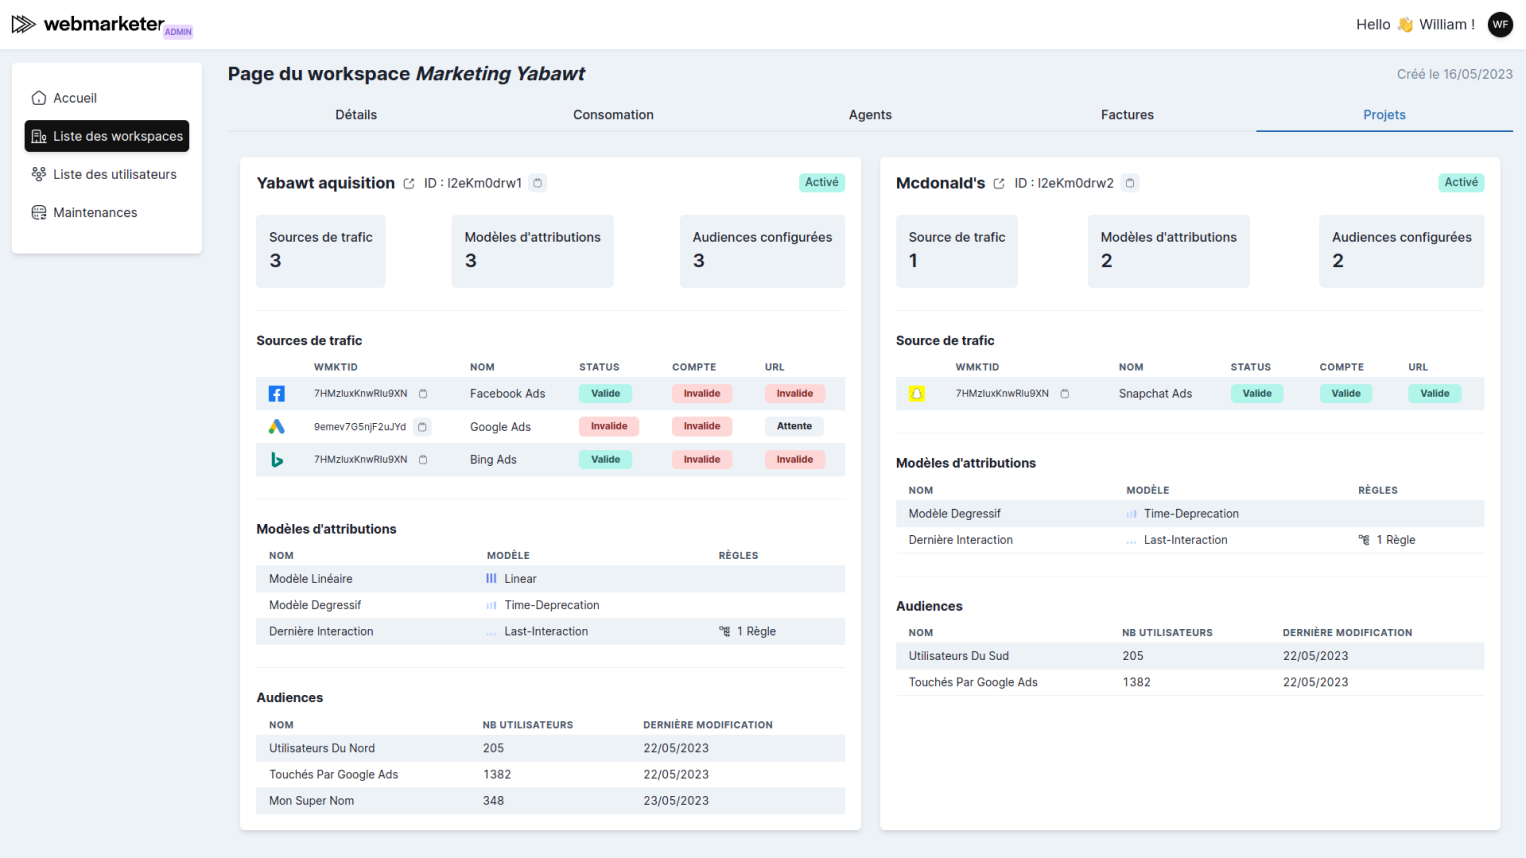 webmarketer ADMIN
Hello 👋 William ! WF
Accueil
Liste des workspaces
Liste des utilisateurs
Maintenances
Page du workspace Marketing Yabawt
Créé le 16/05/2023
Détails Consomation Agents Factures Projets
Yabawt aquisition ID : l2eKm0drw1 Activé
Sources de trafic
3
Modèles d'attributions
3
Audiences configurées
3
Sources de trafic
WMKTID NOM STATUS COMPTE URL
7HMzluxKnwRlu9XN Facebook Ads Valide Invalide Invalide
9emev7G5njF2uJYd Google Ads Invalide Invalide Attente
7HMzluxKnwRlu9XN Bing Ads Valide Invalide Invalide
Modèles d'attributions
NOM MODÈLE RÈGLES
Modèle Linéaire Linear
Modèle Degressif Time-Deprecation
Dernière Interaction Last-Interaction 1 Règle
Audiences
NOM NB UTILISATEURS DERNIÈRE MODIFICATION
Utilisateurs Du Nord 205 22/05/2023
Touchés Par Google Ads 1382 22/05/2023
Mon Super Nom 348 23/05/2023
Mcdonald's ID : l2eKm0drw2 Activé
Source de trafic
1
Modèles d'attributions
2
Audiences configurées
2
Source de trafic
WMKTID NOM STATUS COMPTE URL
7HMzluxKnwRlu9XN Snapchat Ads Valide Valide Valide
Modèles d'attributions
NOM MODÈLE RÈGLES
Modèle Degressif Time-Deprecation
Dernière Interaction Last-Interaction 1 Règle
Audiences
NOM NB UTILISATEURS DERNIÈRE MODIFICATION
Utilisateurs Du Sud 205 22/05/2023
Touchés Par Google Ads 1382 22/05/2023